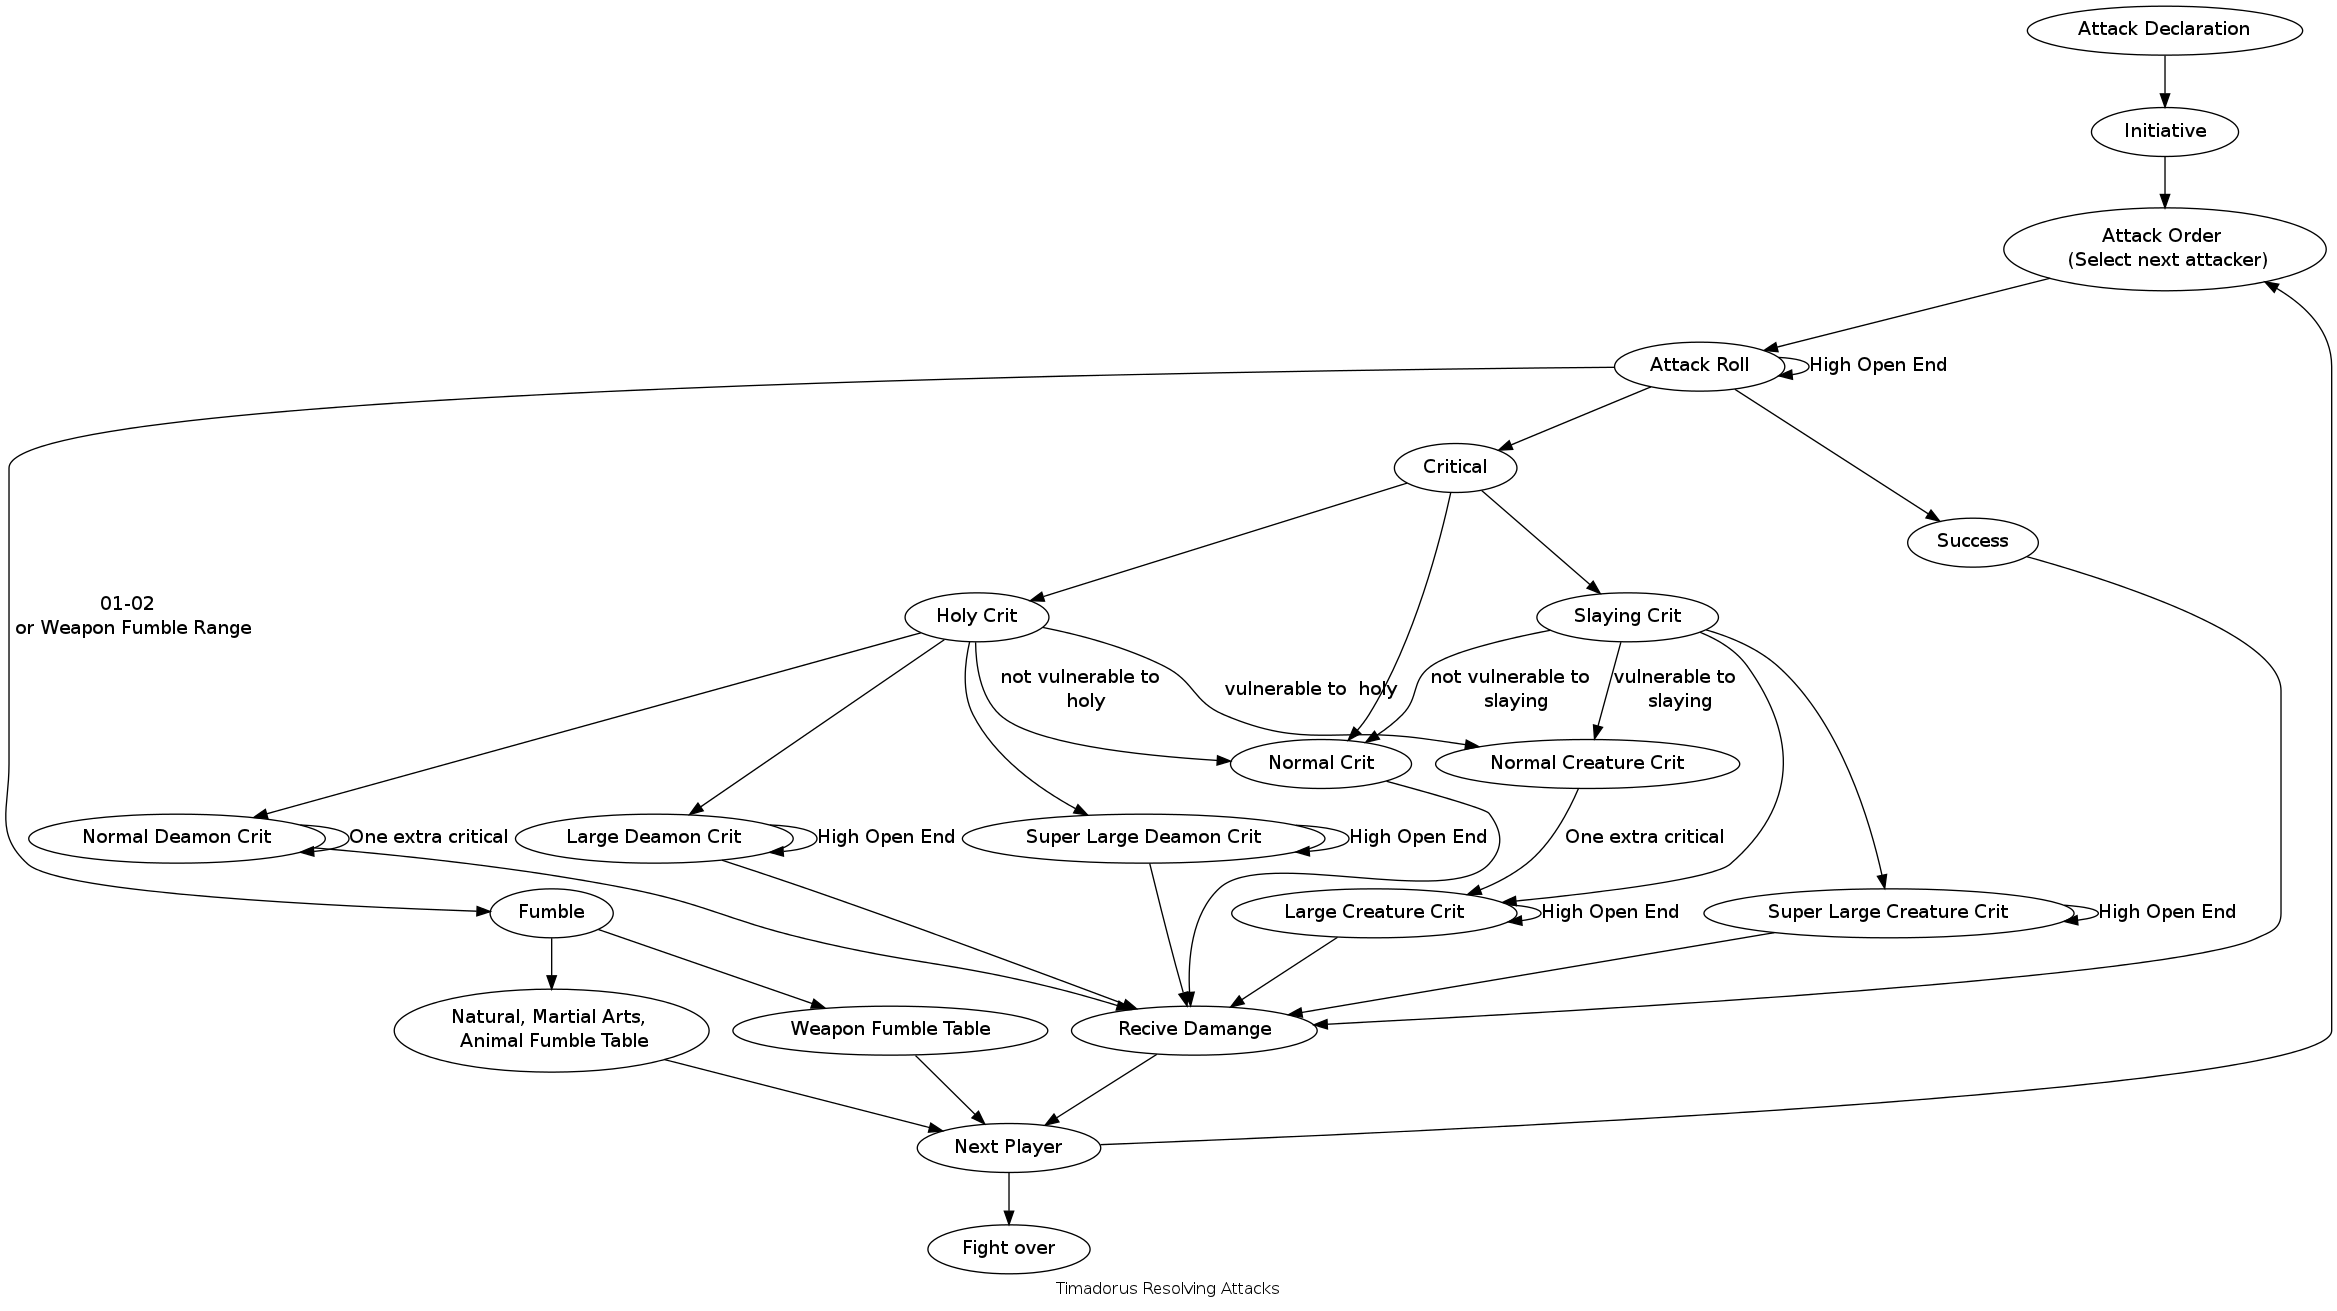 Attack Declaration
Initiative
Attack Order
(Select next attacker)
Attack Roll
High Open End
Critical
Success
01-02
or Weapon Fumble Range
Holy Crit
Slaying Crit
not vulnerable to
holy
vulnerable to  holy
not vulnerable to
slaying
vulnerable to
slaying
Normal Crit
Normal Creature Crit
Normal Deamon Crit
One extra critical
Large Deamon Crit
High Open End
Super Large Deamon Crit
High Open End
One extra critical
Fumble
Large Creature Crit
High Open End
Super Large Creature Crit
High Open End
Natural, Martial Arts,
Animal Fumble Table
Weapon Fumble Table
Recive Damange
Next Player
Fight over
Timadorus Resolving Attacks